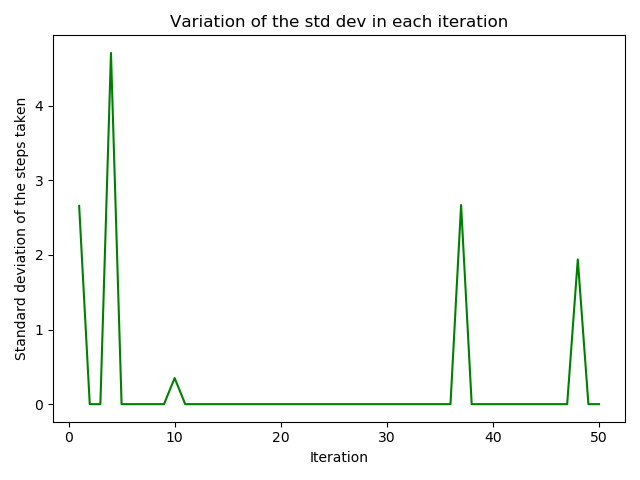 Variation of the std dev in each iteration
Standard deviation of the steps taken
4
3
2
1
0
0 10 20 30 40 50
Iteration